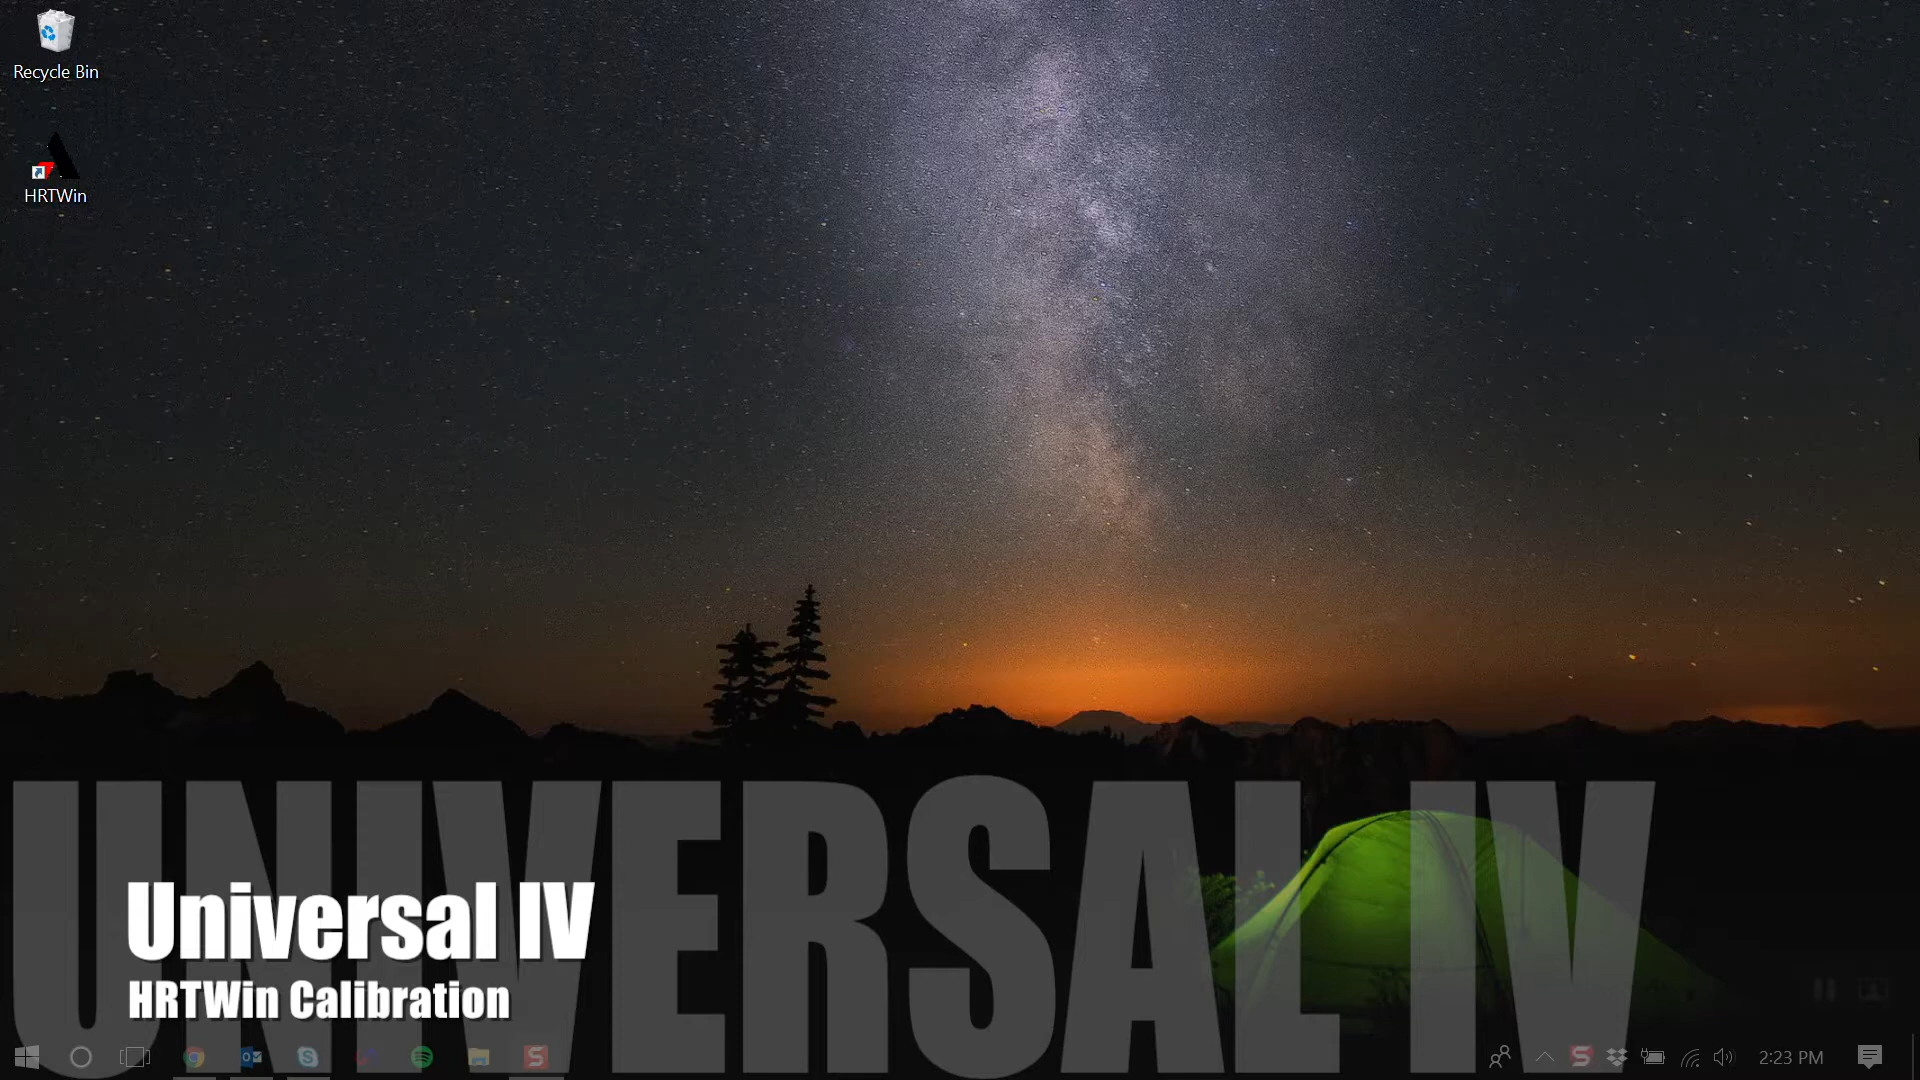 Recycle Bin
HRTWin
UNIVERSAL IV
Universal IV
HRTWin Calibration
2:23 PM